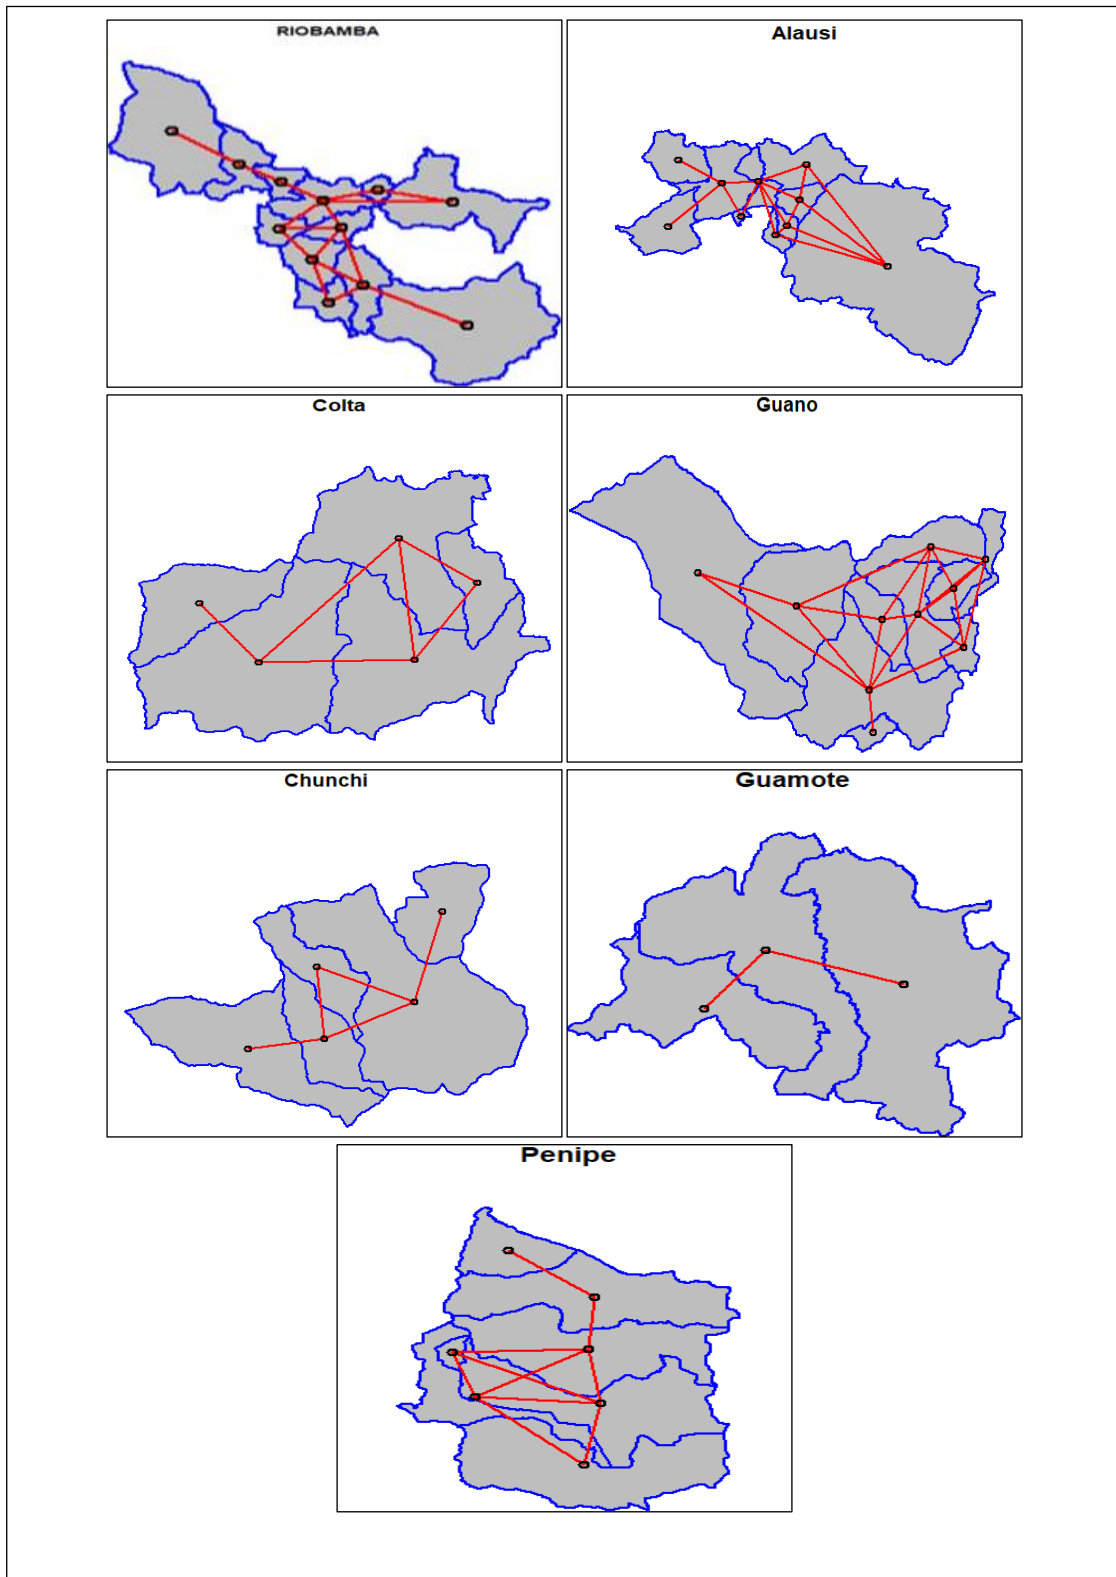 RIOBAMBA
Alausi
Colta
Guano
Chunchi
Guamote
Penipe